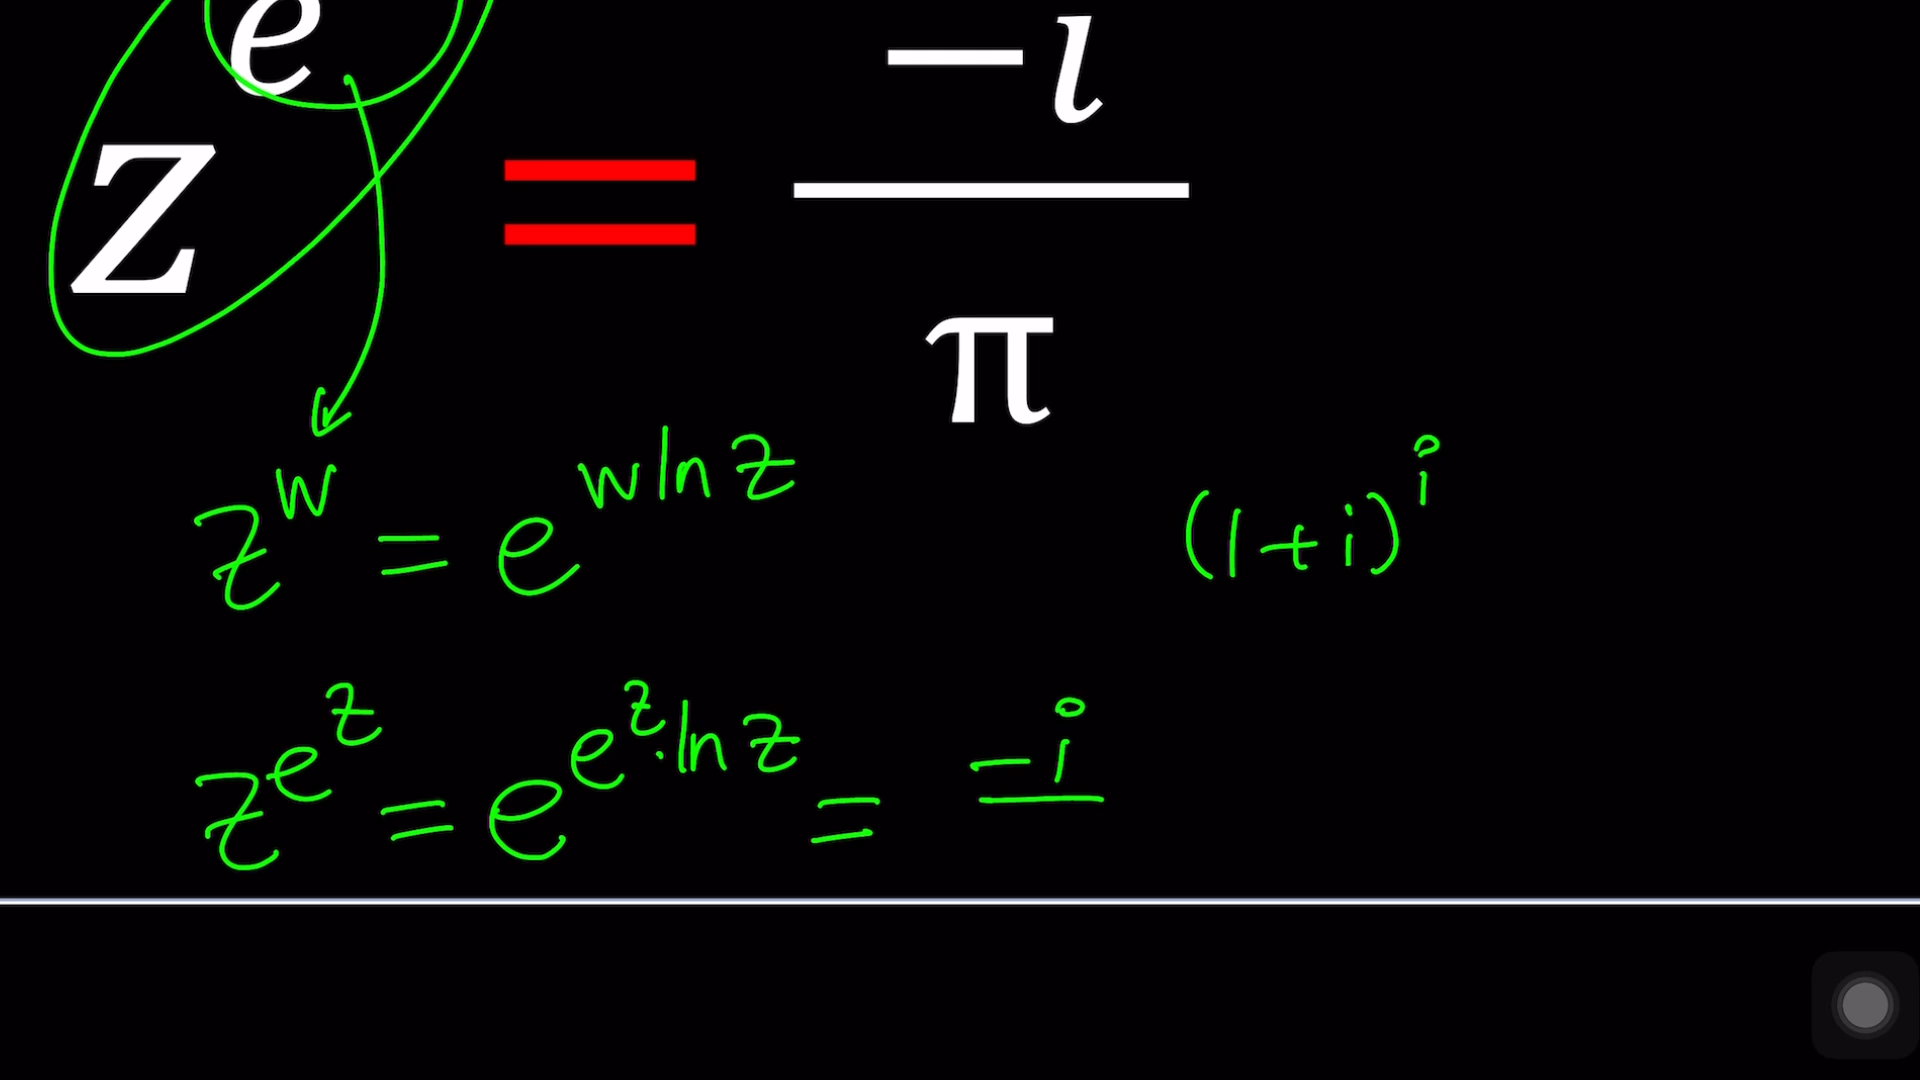 z^e = -i/π
z^w = e^(w ln z) (1+i)^i
z^(e^z) = e^(e^z · ln z) = -i